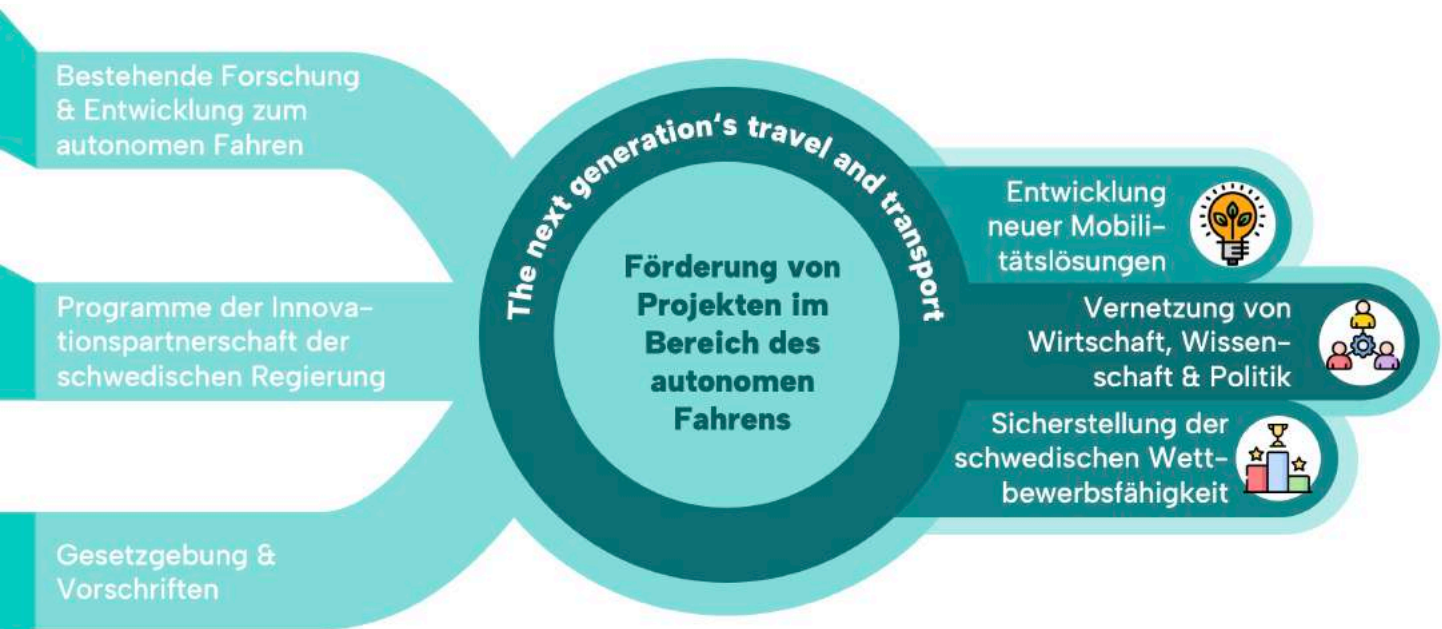 Bestehende Forschung
& Entwicklung zum
autonomen Fahren
Programme der Innova-
tionspartnerschaft der
schwedischen Regierung
Gesetzgebung &
Vorschriften
The next generation‘s travel and transport
Förderung von
Projekten im
Bereich des
autonomen
Fahrens
Entwicklung
neuer Mobili-
tätslösungen
Vernetzung von
Wirtschaft, Wissen-
schaft & Politik
Sicherstellung der
schwedischen Wett-
bewerbsfähigkeit